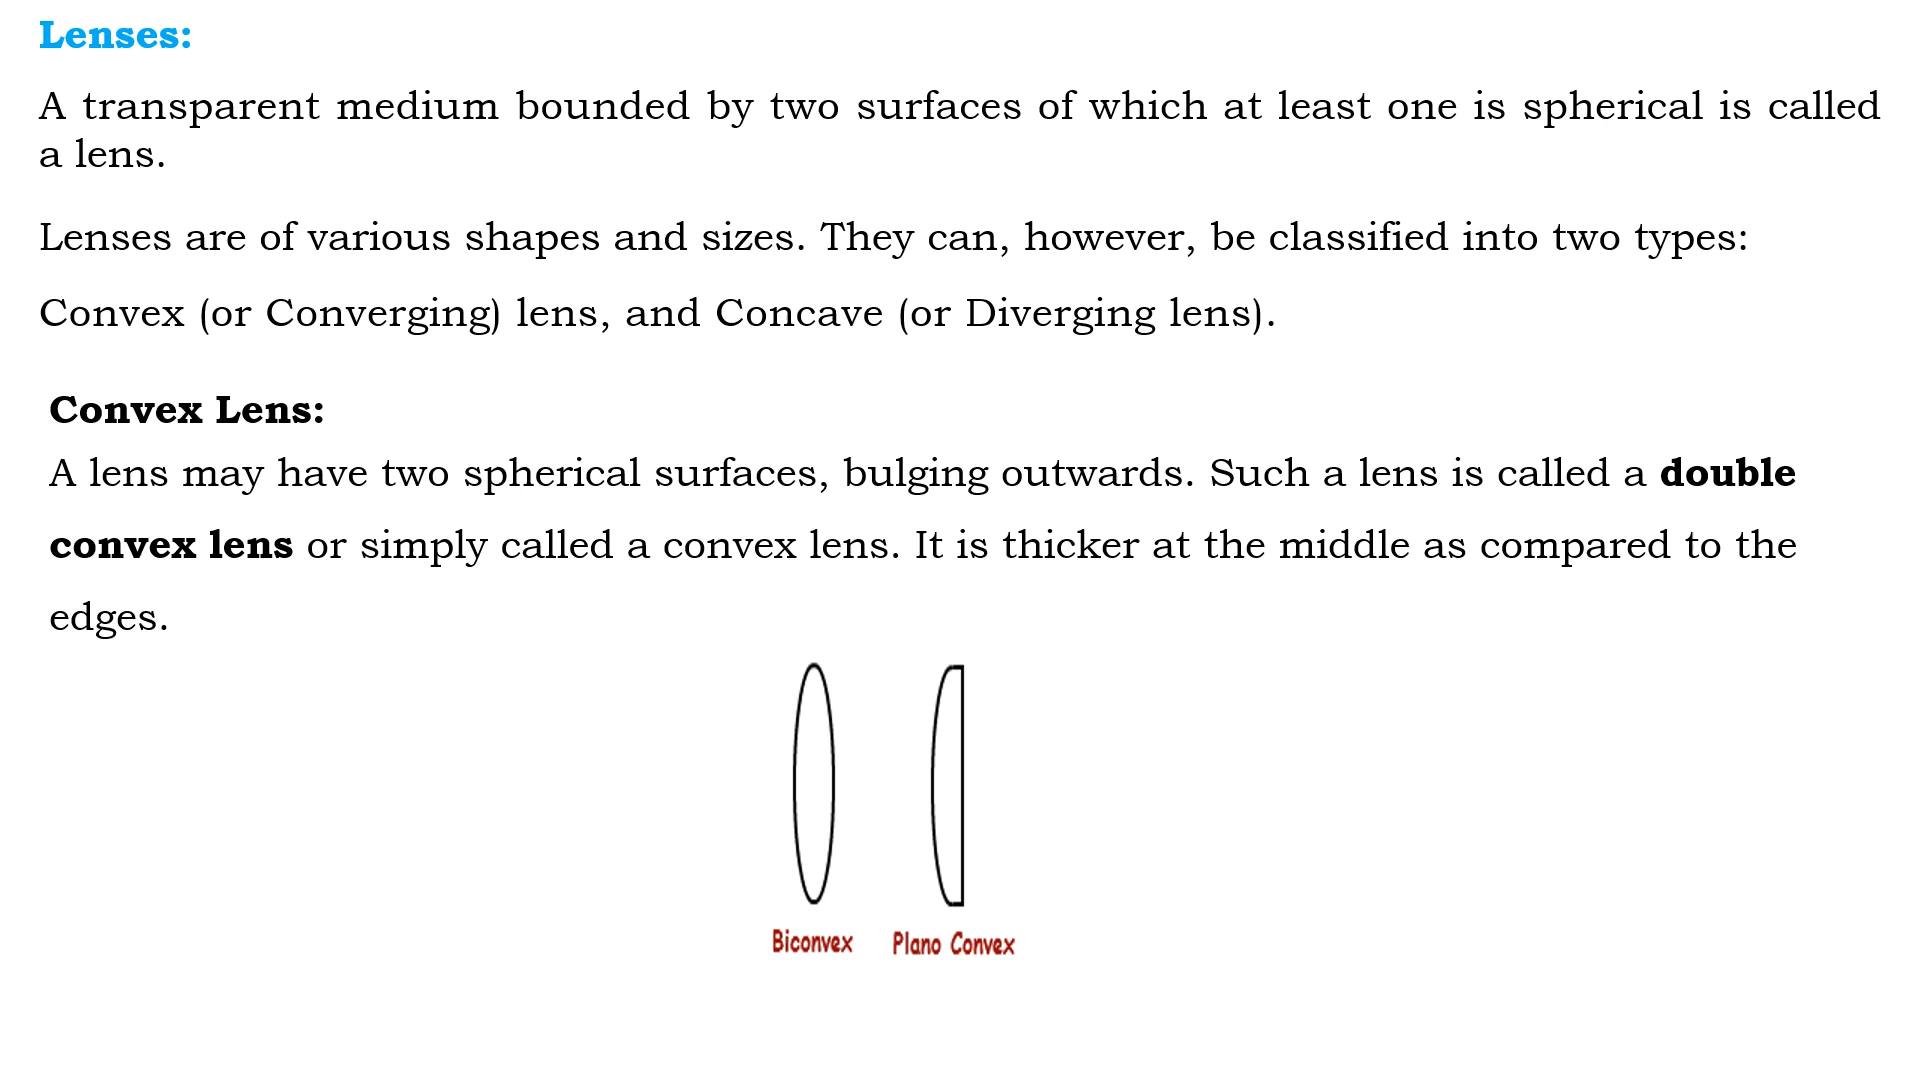 Lenses:
A transparent medium bounded by two surfaces of which at least one is spherical is called
a lens.
Lenses are of various shapes and sizes. They can, however, be classified into two types:
Convex (or Converging) lens, and Concave (or Diverging lens).
Convex Lens:
A lens may have two spherical surfaces, bulging outwards. Such a lens is called a double
convex lens or simply called a convex lens. It is thicker at the middle as compared to the
edges.
Biconvex Plano Convex